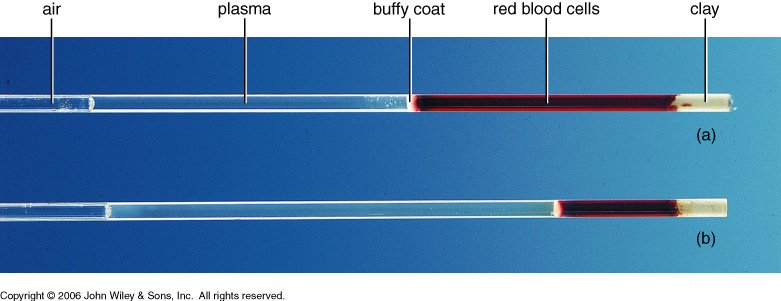 air plasma buffy coat red blood cells clay
(a)
(b)
Copyright © 2006 John Wiley & Sons, Inc. All rights reserved.